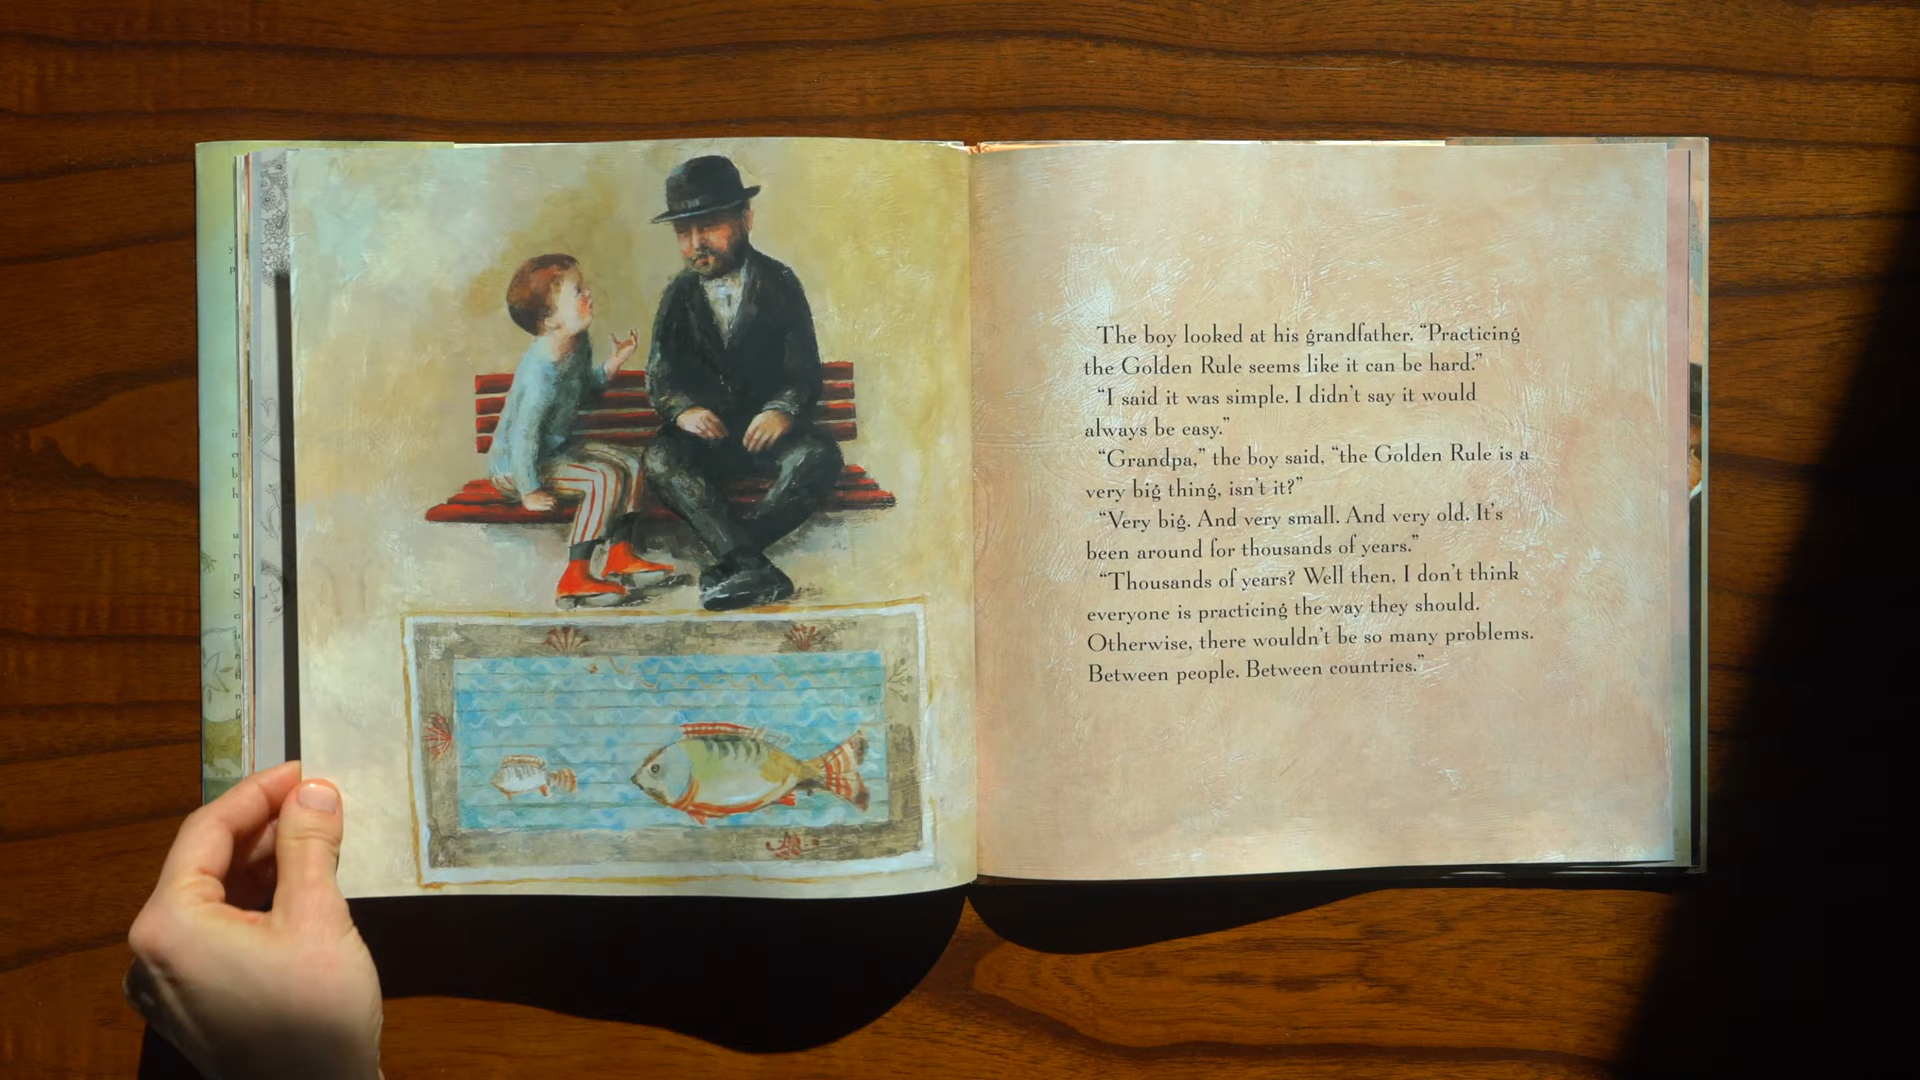 The boy looked at his grandfather. “Practicing
the Golden Rule seems like it can be hard.”
“I said it was simple. I didn’t say it would
always be easy.”
“Grandpa,” the boy said, “the Golden Rule is a
very big thing, isn’t it?”
“Very big. And very small. And very old. It’s
been around for thousands of years.”
“Thousands of years? Well then, I don’t think
everyone is practicing the way they should.
Otherwise, there wouldn’t be so many problems.
Between people. Between countries.”